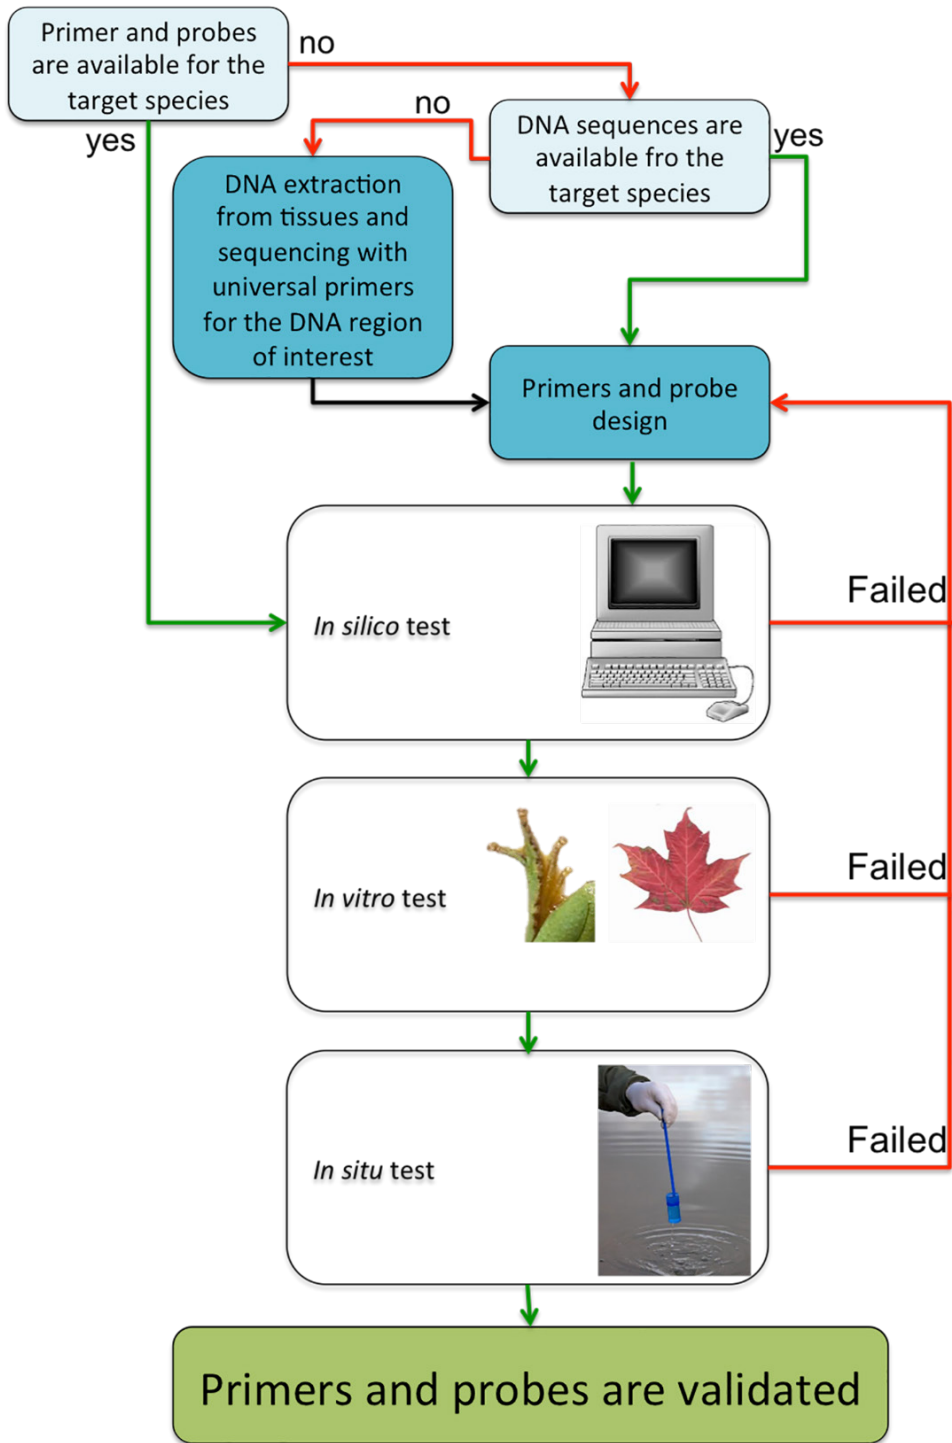 Primer and probes
are available for the
target species
no
yes
no
DNA sequences are
available fro the
target species
yes
DNA extraction
from tissues and
sequencing with
universal primers
for the DNA region
of interest
Primers and probe
design
In silico test
Failed
In vitro test
Failed
In situ test
Failed
Primers and probes are validated